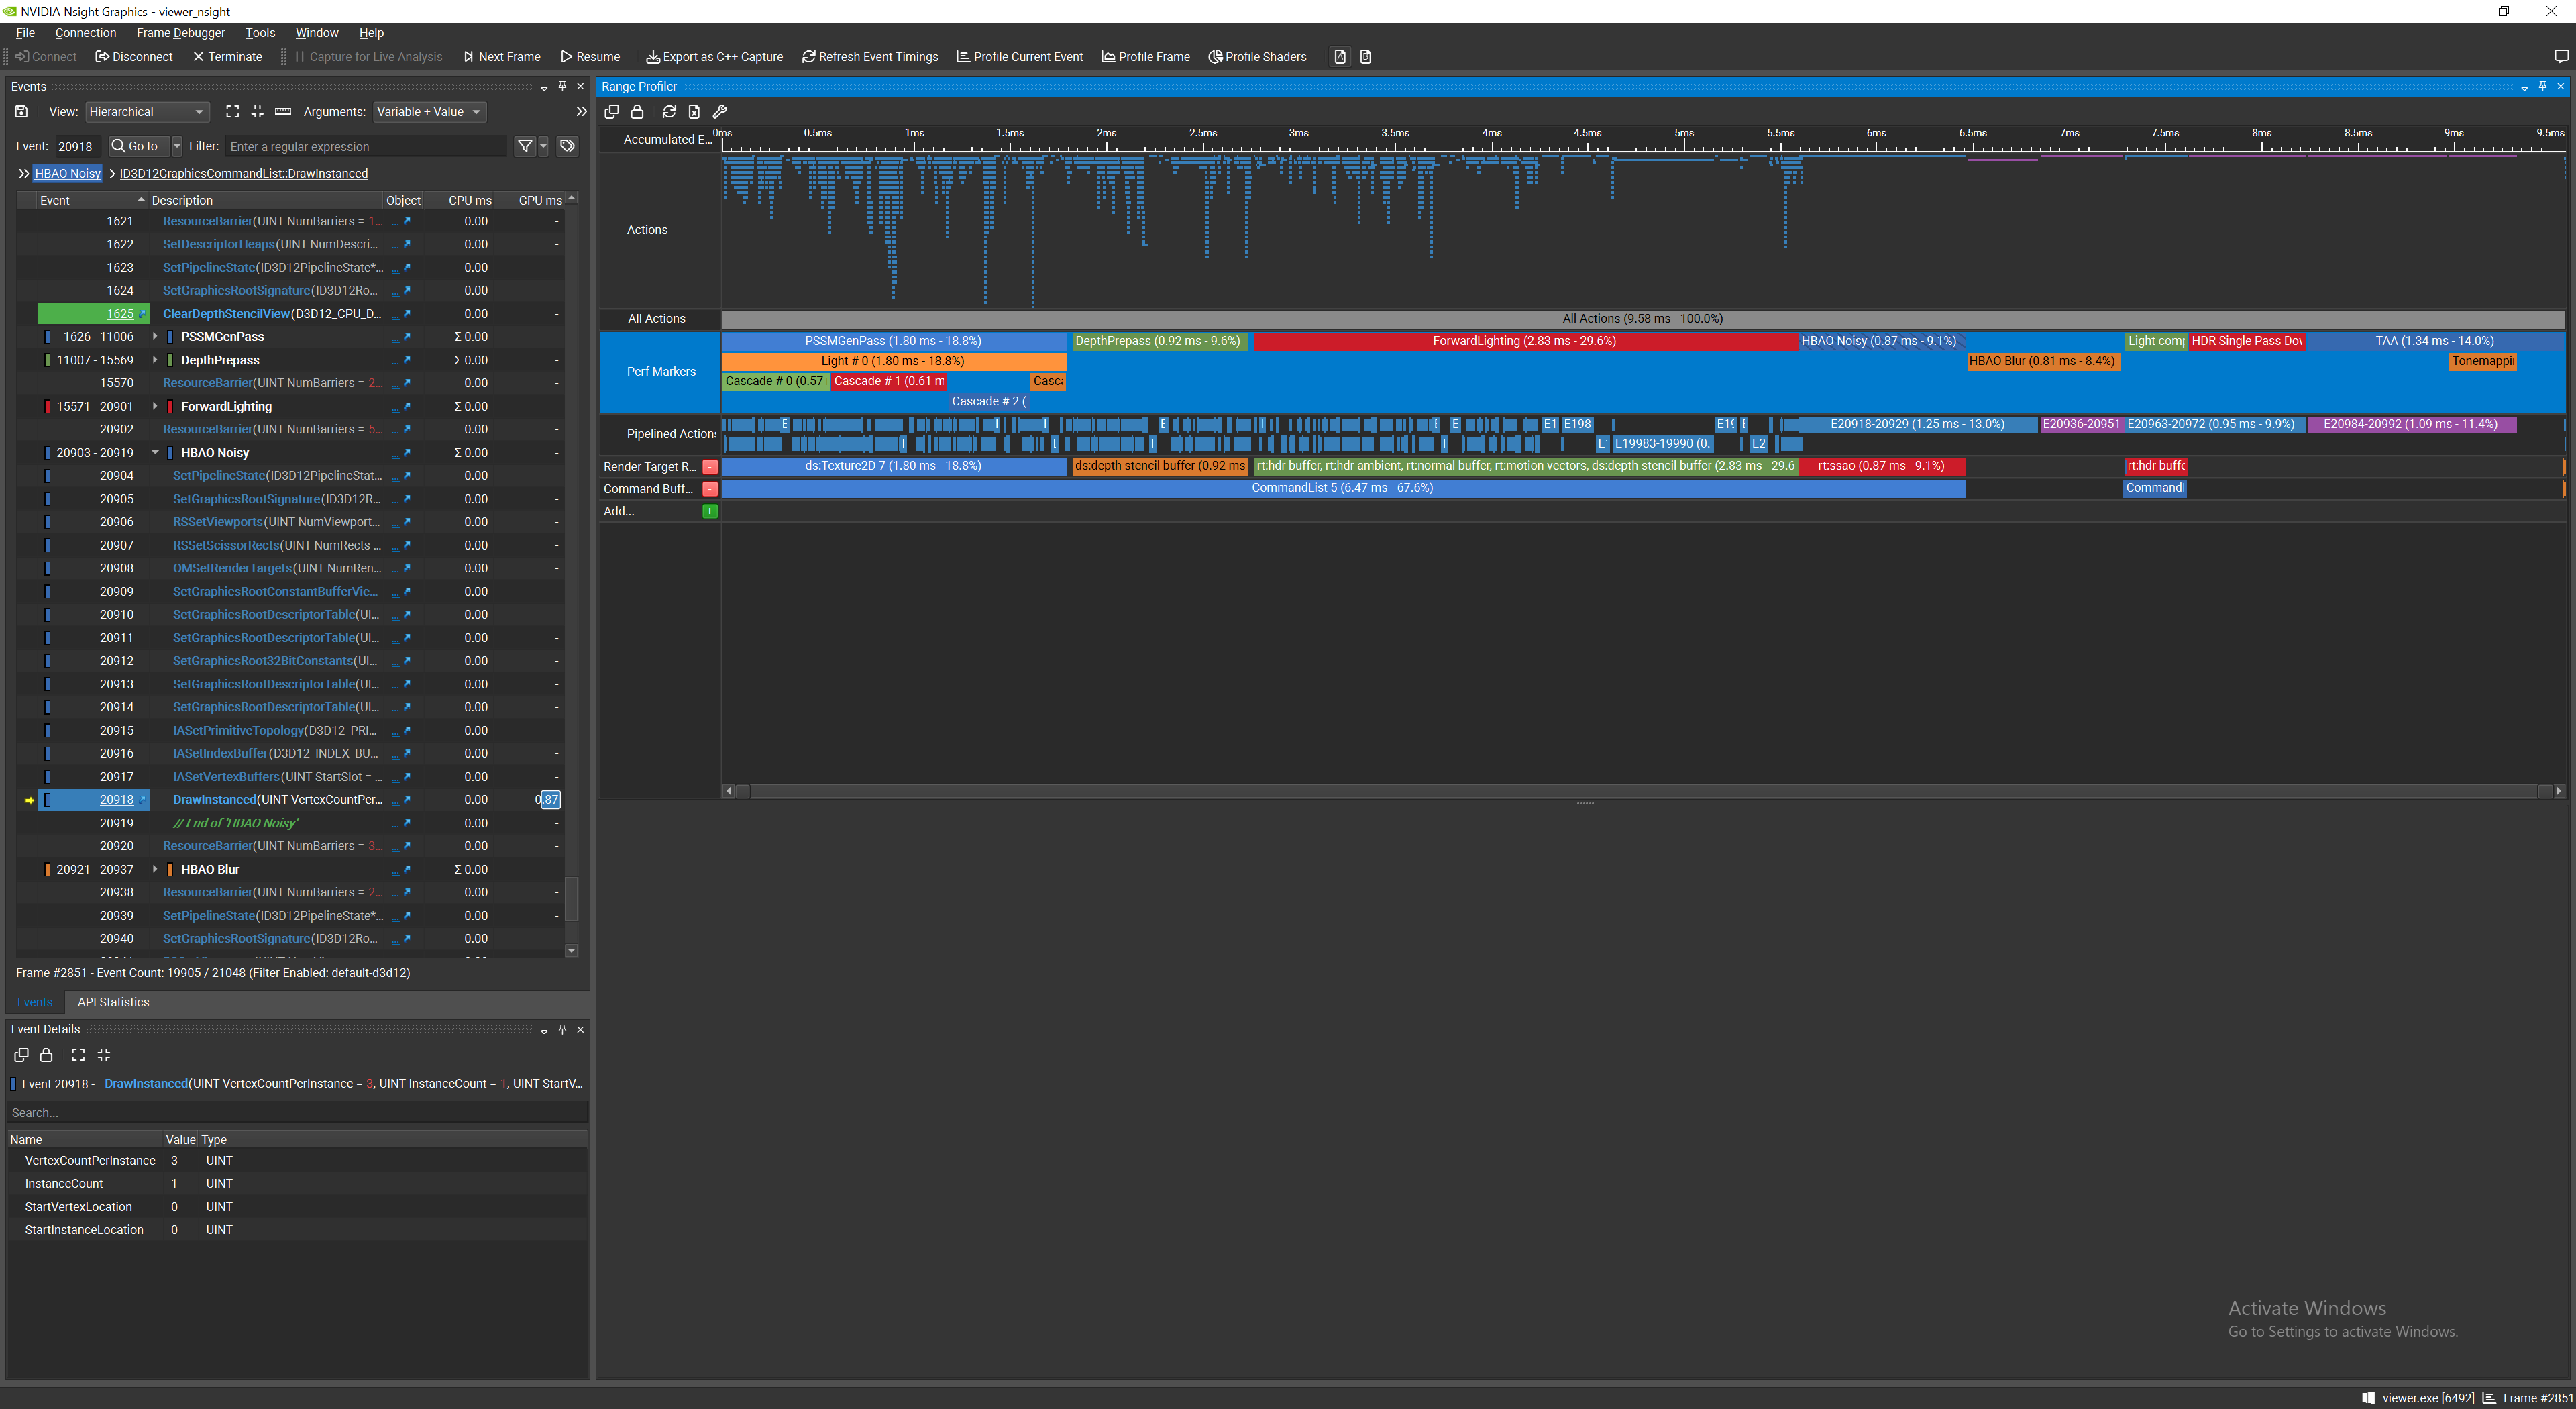 NVIDIA Nsight Graphics - viewer_nsight
File Connection Frame Debugger Tools Window Help
Connect Disconnect Terminate Capture for Live Analysis Next Frame Resume Export as C++ Capture Refresh Event Timings Profile Current Event Profile Frame Profile Shaders
Events
View: Hierarchical Arguments: Variable + Value
Event: 20918 Go to Filter: Enter a regular expression
HBAO Noisy > ID3D12GraphicsCommandList::DrawInstanced
Event Description Object CPU ms GPU ms
1621 ResourceBarrier(UINT NumBarriers = 1... ... 0.00 -
1622 SetDescriptorHeaps(UINT NumDescri... ... 0.00 -
1623 SetPipelineState(ID3D12PipelineState*... ... 0.00 -
1624 SetGraphicsRootSignature(ID3D12Ro... ... 0.00 -
1625 ClearDepthStencilView(D3D12_CPU_D... ... 0.00 -
1626 - 11006 PSSMGenPass ... Σ 0.00 -
11007 - 15569 DepthPrepass ... Σ 0.00 -
15570 ResourceBarrier(UINT NumBarriers = 2... ... 0.00 -
15571 - 20901 ForwardLighting ... Σ 0.00 -
20902 ResourceBarrier(UINT NumBarriers = 5... ... 0.00 -
20903 - 20919 HBAO Noisy ... Σ 0.00 -
20904 SetPipelineState(ID3D12PipelineStat... ... 0.00 -
20905 SetGraphicsRootSignature(ID3D12R... ... 0.00 -
20906 RSSetViewports(UINT NumViewport... ... 0.00 -
20907 RSSetScissorRects(UINT NumRects ... ... 0.00 -
20908 OMSetRenderTargets(UINT NumRen... ... 0.00 -
20909 SetGraphicsRootConstantBufferVie... ... 0.00 -
20910 SetGraphicsRootDescriptorTable(UI... ... 0.00 -
20911 SetGraphicsRootDescriptorTable(UI... ... 0.00 -
20912 SetGraphicsRoot32BitConstants(UI... ... 0.00 -
20913 SetGraphicsRootDescriptorTable(UI... ... 0.00 -
20914 SetGraphicsRootDescriptorTable(UI... ... 0.00 -
20915 IASetPrimitiveTopology(D3D12_PRI... ... 0.00 -
20916 IASetIndexBuffer(D3D12_INDEX_BU... ... 0.00 -
20917 IASetVertexBuffers(UINT StartSlot = ... ... 0.00 -
20918 DrawInstanced(UINT VertexCountPer... ... 0.00 0.87
20919 // End of 'HBAO Noisy' ... 0.00 -
20920 ResourceBarrier(UINT NumBarriers = 3... ... 0.00 -
20921 - 20937 HBAO Blur ... Σ 0.00 -
20938 ResourceBarrier(UINT NumBarriers = 2... ... 0.00 -
20939 SetPipelineState(ID3D12PipelineState*... ... 0.00 -
20940 SetGraphicsRootSignature(ID3D12Ro... ... 0.00 -
Frame #2851 - Event Count: 19905 / 21048 (Filter Enabled: default-d3d12)
Events API Statistics
Event Details
Event 20918 - DrawInstanced(UINT VertexCountPerInstance = 3, UINT InstanceCount = 1, UINT StartV...
Search...
Name Value Type
VertexCountPerInstance 3 UINT
InstanceCount 1 UINT
StartVertexLocation 0 UINT
StartInstanceLocation 0 UINT
Range Profiler
Accumulated E... 0ms 0.5ms 1ms 1.5ms 2ms 2.5ms 3ms 3.5ms 4ms 4.5ms 5ms 5.5ms 6ms 6.5ms 7ms 7.5ms 8ms 8.5ms 9ms 9.5ms
Actions
All Actions All Actions (9.58 ms - 100.0%)
Perf Markers
PSSMGenPass (1.80 ms - 18.8%) DepthPrepass (0.92 ms - 9.6%) ForwardLighting (2.83 ms - 29.6%) HBAO Noisy (0.87 ms - 9.1%) Light comp HDR Single Pass Dow TAA (1.34 ms - 14.0%)
Light # 0 (1.80 ms - 18.8%) HBAO Blur (0.81 ms - 8.4%) Tonemappi
Cascade # 0 (0.57 Cascade # 1 (0.61 m Casca
Cascade # 2 (
Pipelined Actions
E E E E E E1 E198 E19 E20918-20929 (1.25 ms - 13.0%) E20936-20951 E20963-20972 (0.95 ms - 9.9%) E20984-20992 (1.09 ms - 11.4%)
E E19983-19990 (0. E2
Render Target R... - ds:Texture2D 7 (1.80 ms - 18.8%) ds:depth stencil buffer (0.92 ms rt:hdr buffer, rt:hdr ambient, rt:normal buffer, rt:motion vectors, ds:depth stencil buffer (2.83 ms - 29.6 rt:ssao (0.87 ms - 9.1%) rt:hdr buffe
Command Buff... - CommandList 5 (6.47 ms - 67.6%) Command
Add... +
Activate Windows
Go to Settings to activate Windows.
viewer.exe [6492] Frame #2851